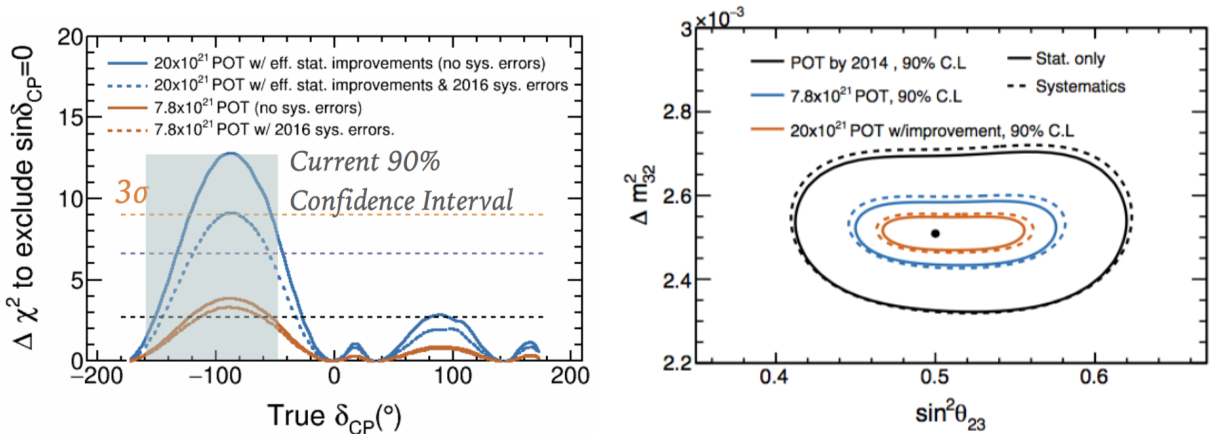 20x10²¹ POT w/ eff. stat. improvements (no sys. errors)
20x10²¹ POT w/ eff. stat. improvements & 2016 sys. errors
7.8x10²¹ POT (no sys. errors)
7.8x10²¹ POT w/ 2016 sys. errors.
Current 90%
Confidence Interval
3σ
Δ χ² to exclude sinδCP=0
20
15
10
5
0
−200
−100
0
100
200
True δCP(°)
×10⁻³
POT by 2014 , 90% C.L
7.8x10²¹ POT, 90% C.L
20x10²¹ POT w/improvement, 90% C.L
Stat. only
Systematics
Δ m²₃₂
3
2.8
2.6
2.4
2.2
0.4
0.5
0.6
sin²θ₂₃